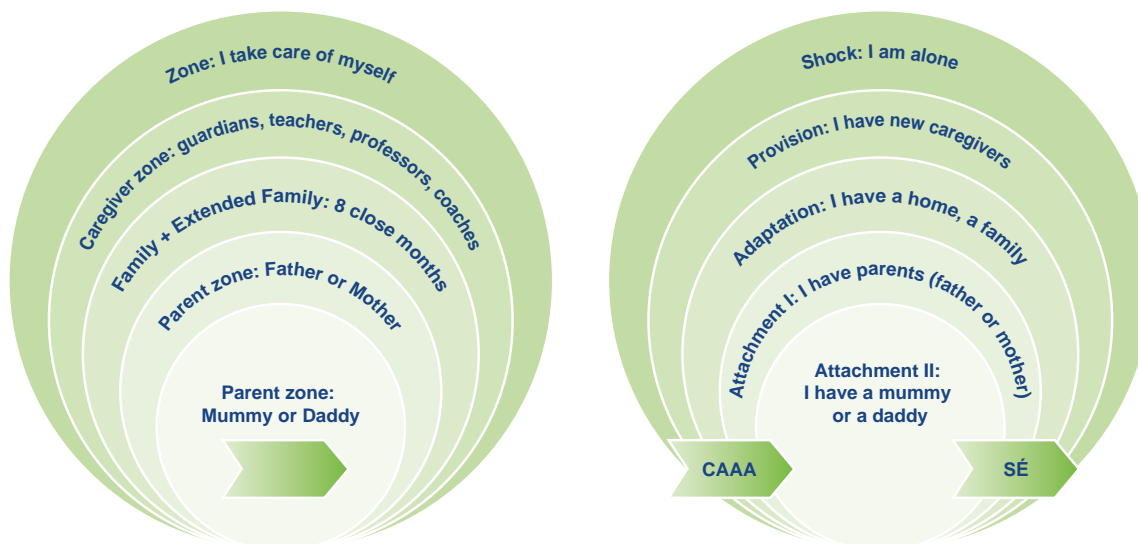 Zone: I take care of myself
Caregiver zone: guardians, teachers, professors, coaches
Family + Extended Family: 8 close months
Parent zone: Father or Mother
Parent zone:
Mummy or Daddy
Shock: I am alone
Provision: I have new caregivers
Adaptation: I have a home, a family
Attachment I: I have parents (father or mother)
Attachment II:
I have a mummy
or a daddy
CAAA
SÉ